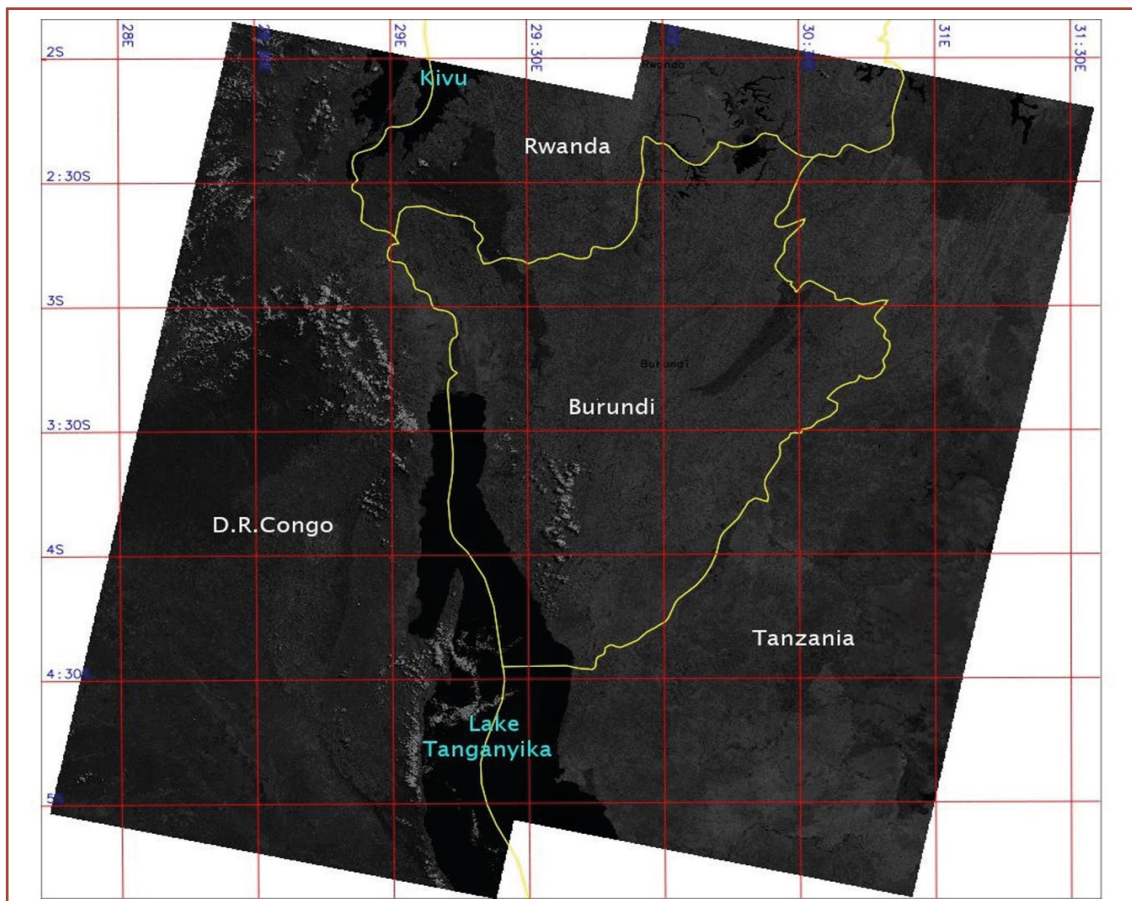 28E
29E
29:30E
30:30E
31E
31:30E
2S
Kivu
Rwanda
Rwanda
2:30S
3S
Burundi
Burundi
3:30S
D.R.Congo
4S
Tanzania
4:30S
Lake
Tanganyika
5S